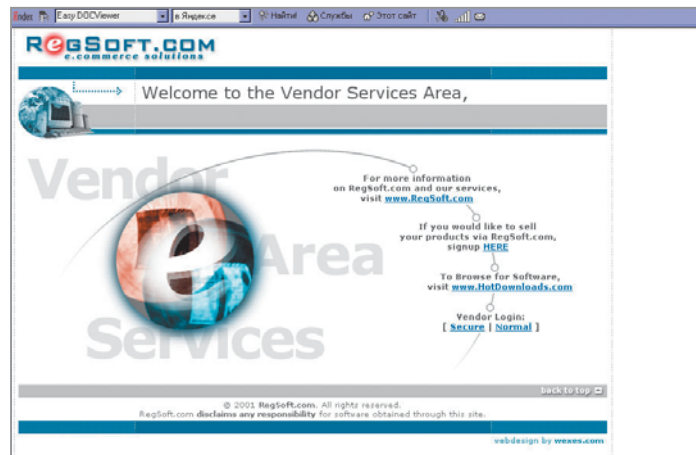 Easy DOCViewer в Яндексе Найти! Службы Этот сайт
REGSOFT.COM
e.commerce solutions
Welcome to the Vendor Services Area,
Vendor
Area
Services
e
For more information
on RegSoft.com and our services,
visit www.RegSoft.com
If you would like to sell
your products via RegSoft.com,
signup HERE
To Browse for Software,
visit www.HotDownloads.com
Vendor Login:
[ Secure | Normal ]
back to top
© 2001 RegSoft.com. All rights reserved.
RegSoft.com disclaims any responsibility for software obtained through this site.
webdesign by wexes.com